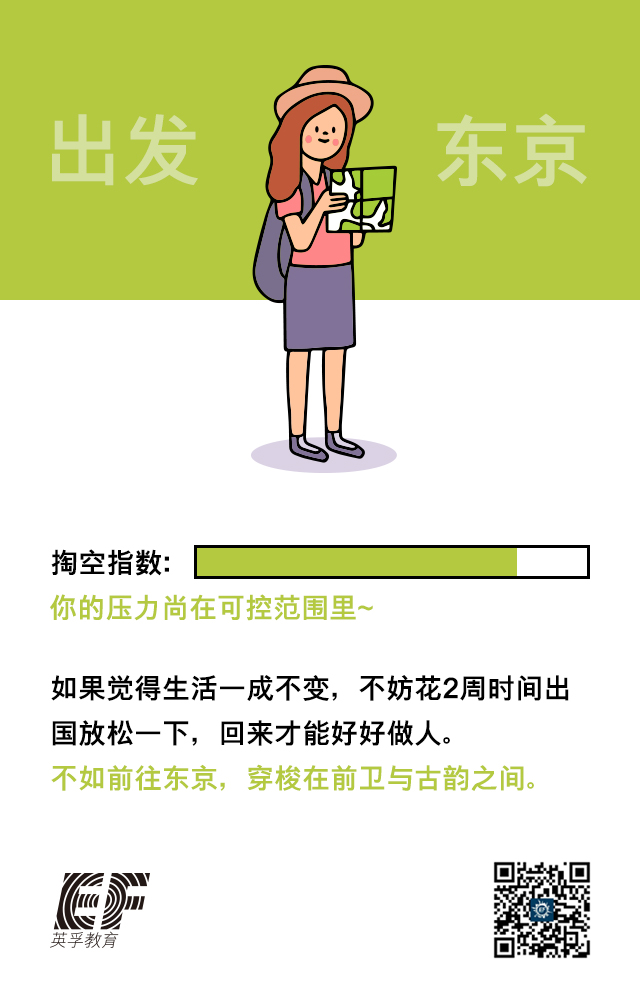 出发 东京
掏空指数:
你的压力尚在可控范围里~
如果觉得生活一成不变，不妨花2周时间出
国放松一下，回来才能好好做人。
不如前往东京，穿梭在前卫与古韵之间。
EF
英孚教育